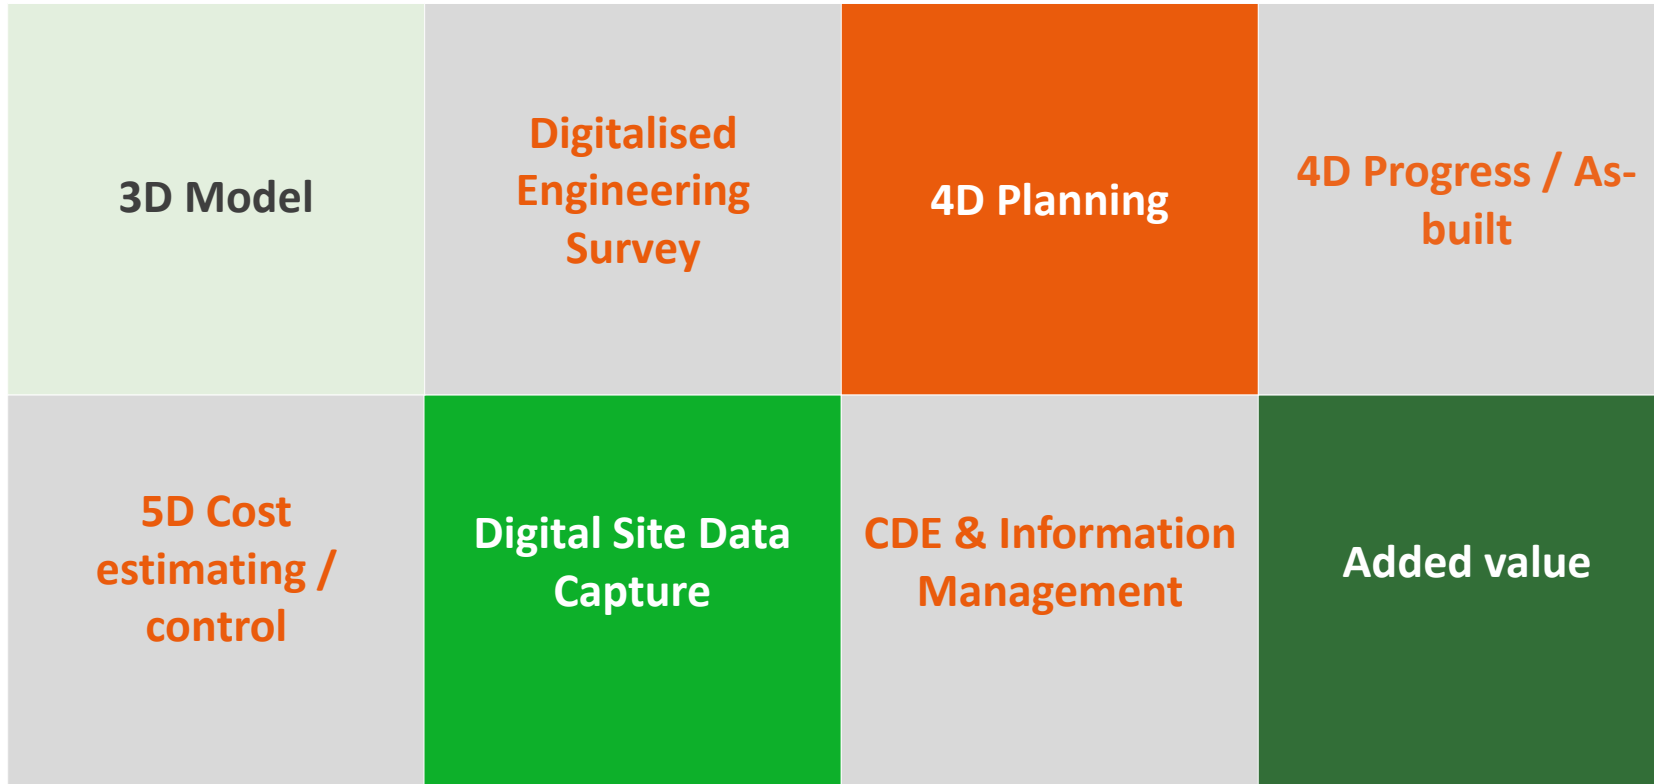 3D Model
Digitalised
Engineering
Survey
4D Planning
4D Progress / As-
built
5D Cost
estimating /
control
Digital Site Data
Capture
CDE & Information
Management
Added value